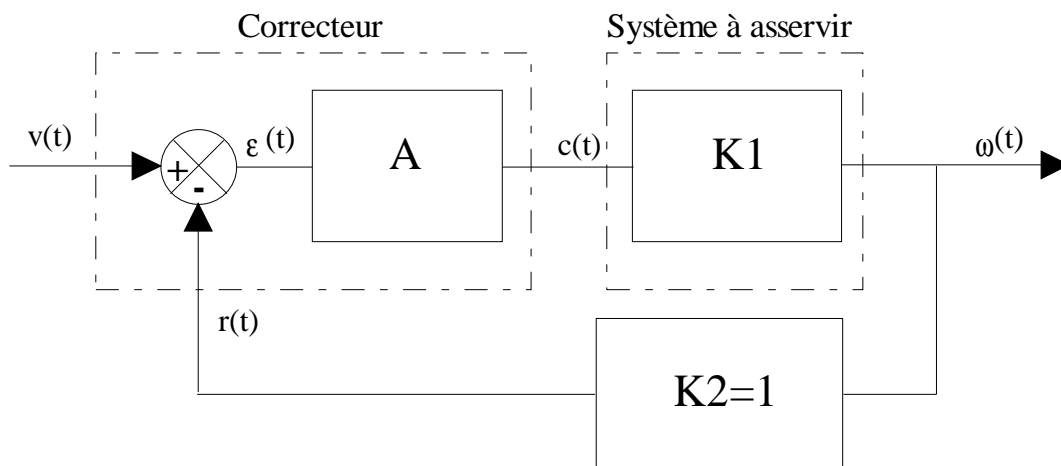 Correcteur
Système à asservir
v(t)
ε(t)
A
c(t)
K1
ω(t)
+
-
r(t)
K2=1